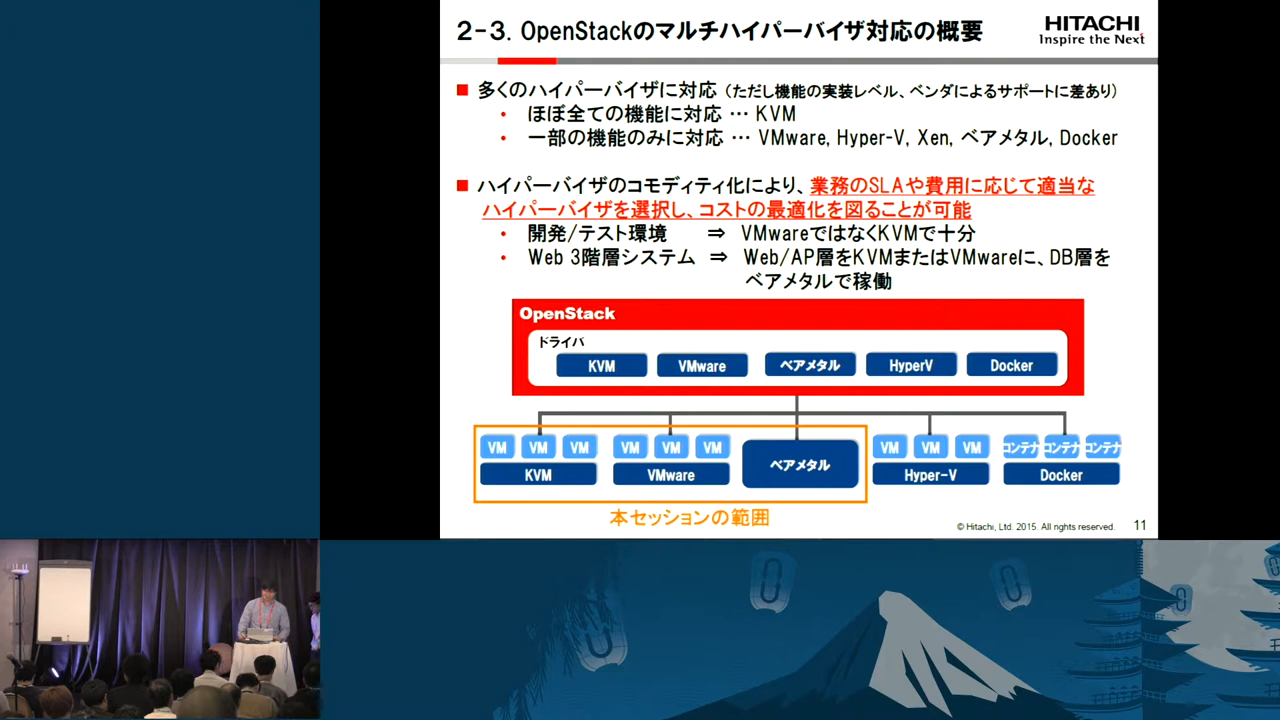 2-3. OpenStackのマルチハイパーバイザ対応の概要
HITACHI
Inspire the Next
■ 多くのハイパーバイザに対応（ただし機能の実装レベル、ベンダによるサポートに差あり）
・ ほぼ全ての機能に対応 … KVM
・ 一部の機能のみに対応 … VMware, Hyper-V, Xen, ベアメタル, Docker
■ ハイパーバイザのコモディティ化により、業務のSLAや費用に応じて適当な
ハイパーバイザを選択し、コストの最適化を図ることが可能
・ 開発/テスト環境 ⇒ VMwareではなくKVMで十分
・ Web 3階層システム ⇒ Web/AP層をKVMまたはVMwareに、DB層を
ベアメタルで稼働
OpenStack
ドライバ
KVM VMware ベアメタル HyperV Docker
VM VM VM VM VM VM ベアメタル VM VM VM コンテナ コンテナ コンテナ
KVM VMware Hyper-V Docker
本セッションの範囲
© Hitachi, Ltd. 2015. All rights reserved. 11